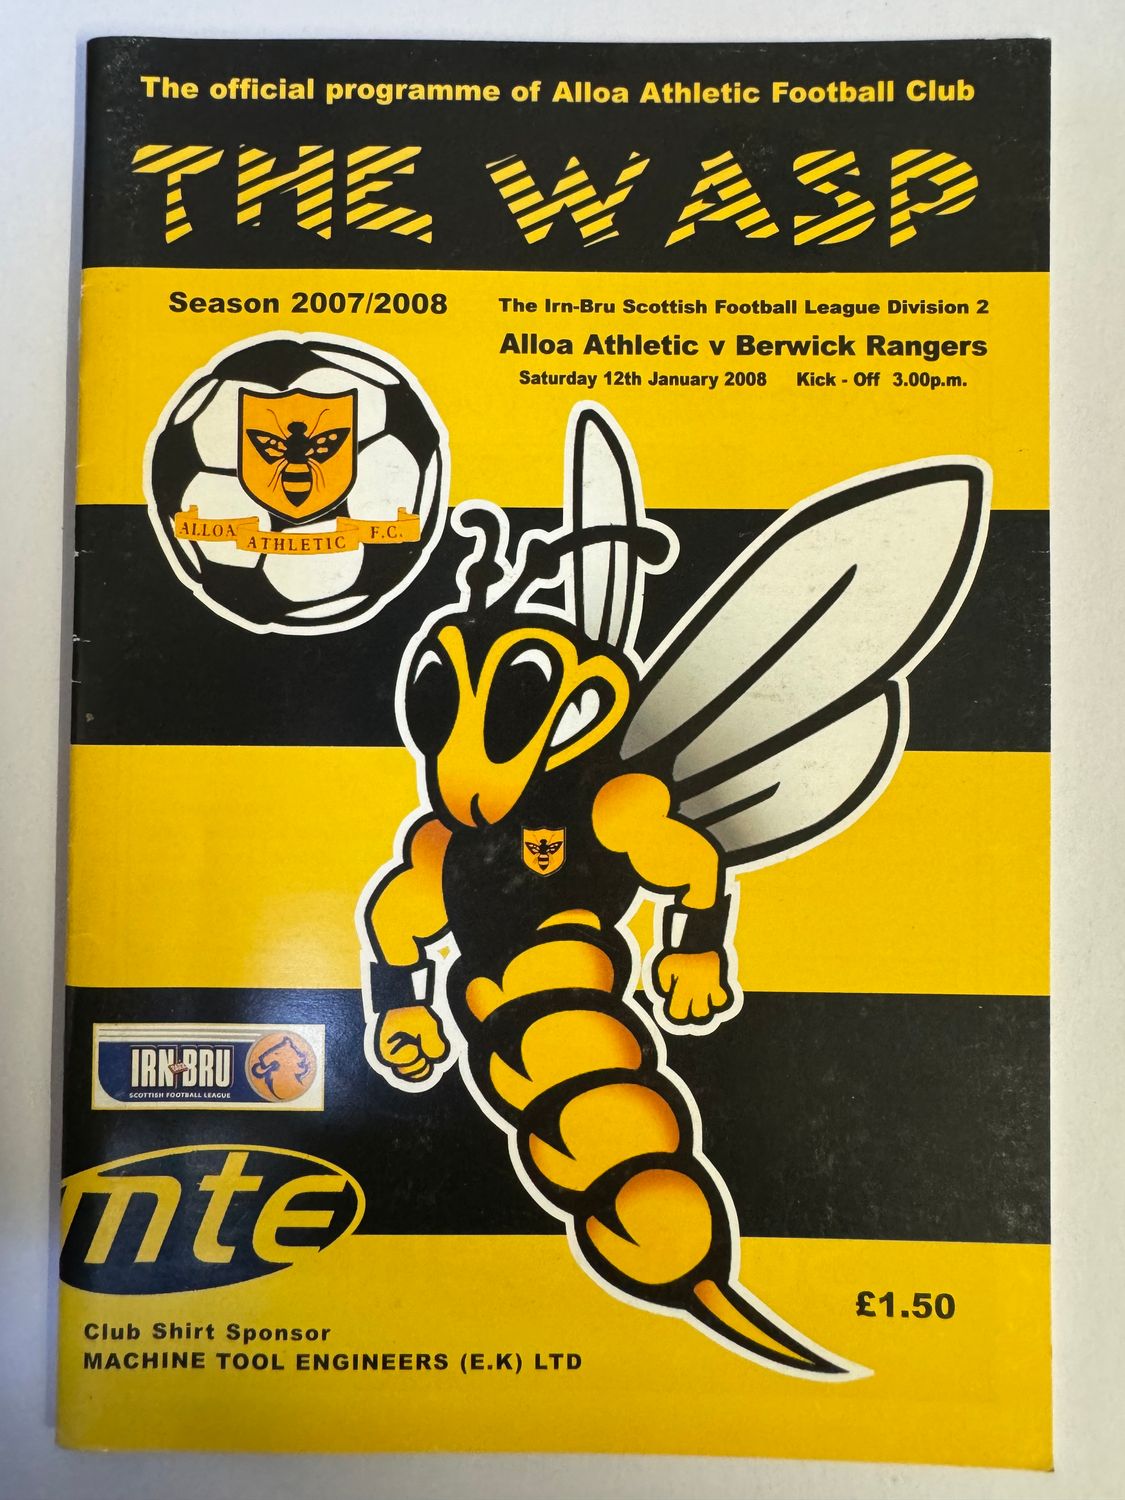 The official programme of Alloa Athletic Football Club
THE WASP
Season 2007/2008
The Irn-Bru Scottish Football League Division 2
Alloa Athletic v Berwick Rangers
Saturday 12th January 2008 Kick - Off 3.00p.m.
ALLOA ATHLETIC F.C.
IRN-BRU
SCOTTISH FOOTBALL LEAGUE
mtE
£1.50
Club Shirt Sponsor
MACHINE TOOL ENGINEERS (E.K) LTD